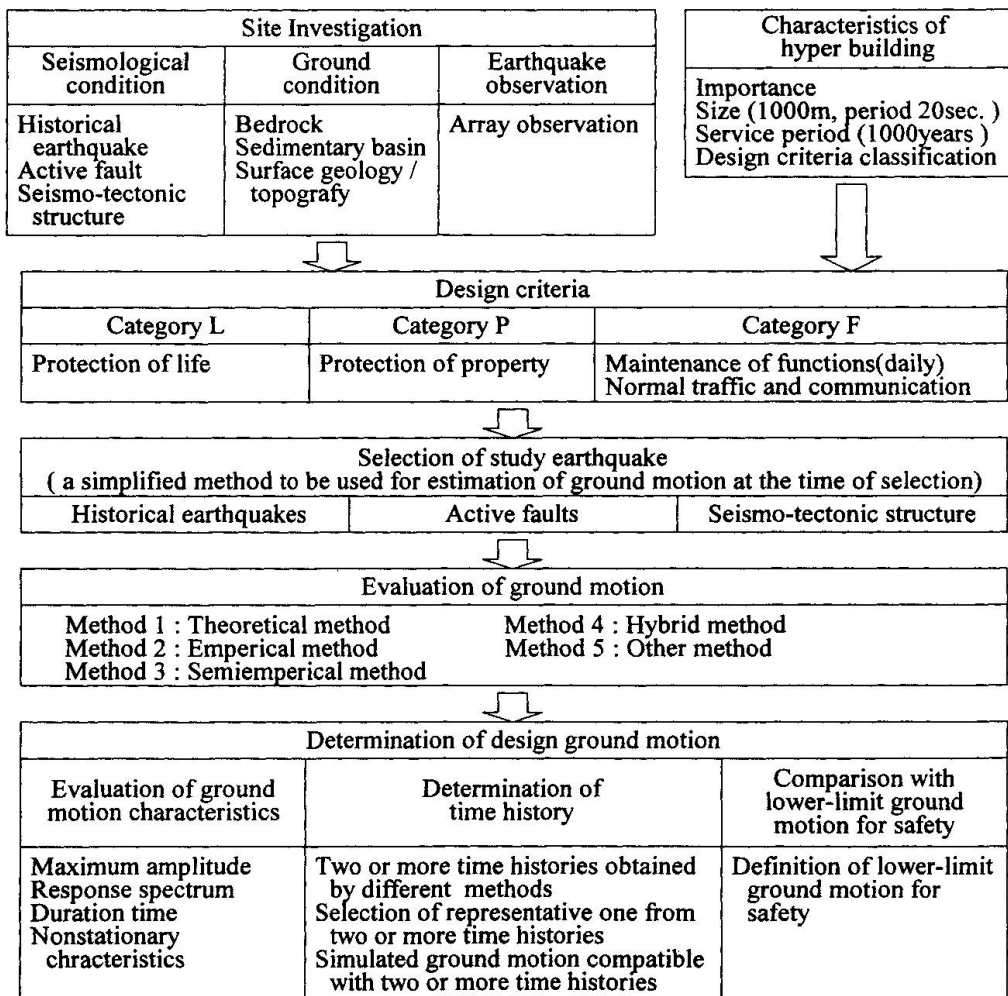 Site Investigation
Seismological
condition
Ground
condition
Earthquake
observation
Historical
earthquake
Active fault
Seismo-tectonic
structure
Bedrock
Sedimentary basin
Surface geology /
topografy
Array observation
Characteristics of
hyper building
Importance
Size (1000m, period 20sec. )
Service period (1000years )
Design criteria classification
Design criteria
Category L
Category P
Category F
Protection of life
Protection of property
Maintenance of functions(daily)
Normal traffic and communication
Selection of study earthquake
( a simplified method to be used for estimation of ground motion at the time of selection)
Historical earthquakes
Active faults
Seismo-tectonic structure
Evaluation of ground motion
Method 1 : Theoretical method
Method 2 : Emperical method
Method 3 : Semiemperical method
Method 4 : Hybrid method
Method 5 : Other method
Determination of design ground motion
Evaluation of ground
motion characteristics
Determination of
time history
Comparison with
lower-limit ground
motion for safety
Maximum amplitude
Response spectrum
Duration time
Nonstationary
chracteristics
Two or more time histories obtained
by different methods
Selection of representative one from
two or more time histories
Simulated ground motion compatible
with two or more time histories
Definition of lower-limit
ground motion for
safety